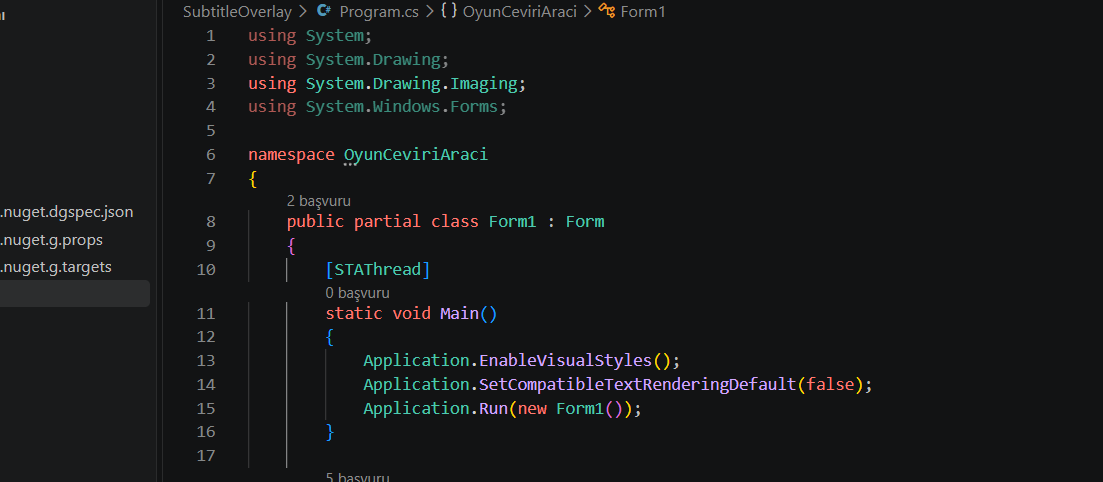 SubtitleOverlay > Program.cs > {} OyunCeviriAraci > Form1
1 using System;
2 using System.Drawing;
3 using System.Drawing.Imaging;
4 using System.Windows.Forms;
5
6 namespace OyunCeviriAraci
7 {
2 başvuru
8 public partial class Form1 : Form
9 {
10 [STAThread]
0 başvuru
11 static void Main()
12 {
13 Application.EnableVisualStyles();
14 Application.SetCompatibleTextRenderingDefault(false);
15 Application.Run(new Form1());
16 }
17
5 başvuru
.nuget.dgspec.json
.nuget.g.props
.nuget.g.targets